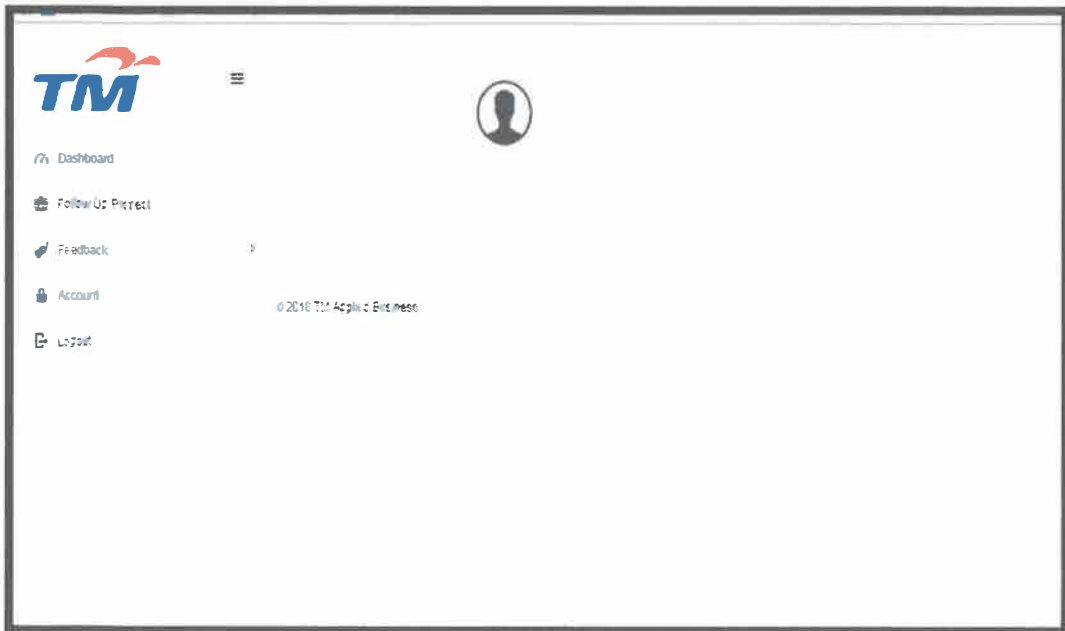 TM
Dashboard
Follow Up Project
Feedback
Account
Logout
© 2018 TM Applied Business